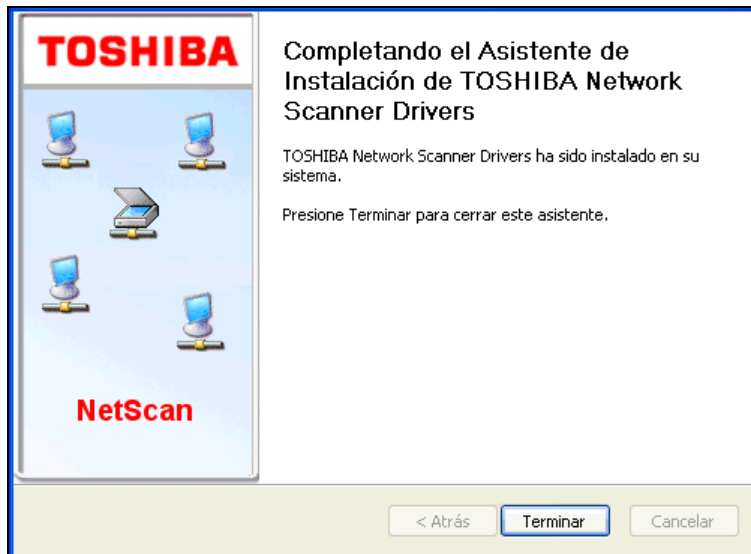 TOSHIBA
NetScan
Completando el Asistente de
Instalación de TOSHIBA Network
Scanner Drivers
TOSHIBA Network Scanner Drivers ha sido instalado en su
sistema.
Presione Terminar para cerrar este asistente.
< Atrás
Terminar
Cancelar